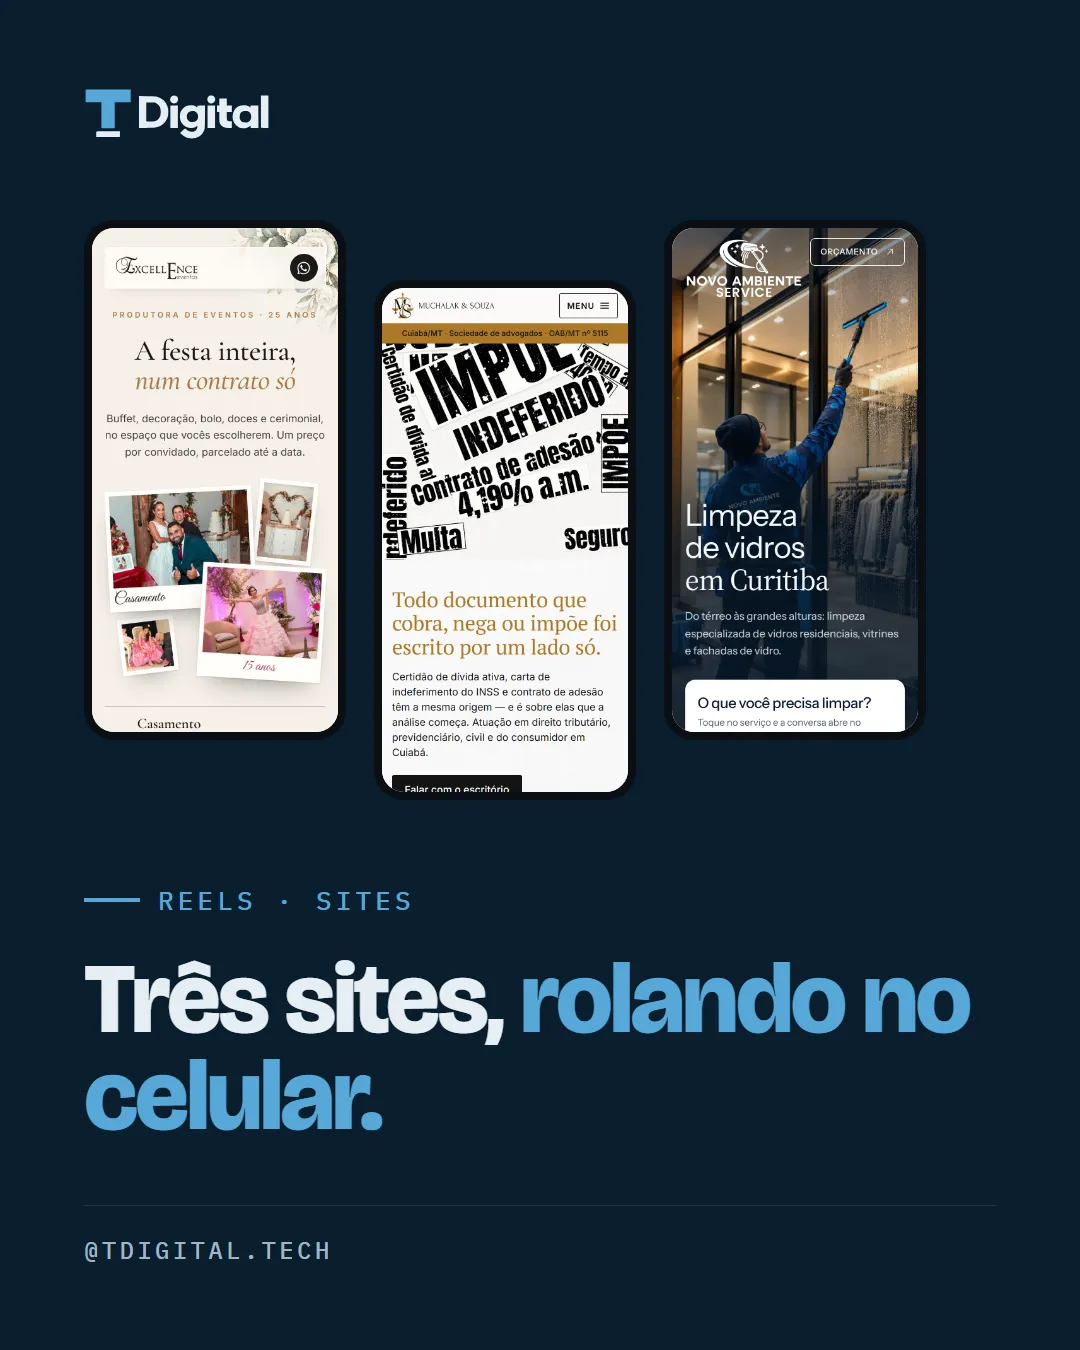 T Digital
EXCELLENCE
eventos
PRODUTORA DE EVENTOS · 25 ANOS
A festa inteira,
num contrato só
Buffet, decoração, bolo, doces e cerimonial,
no espaço que vocês escolherem. Um preço
por convidado, parcelado até a data.
Casamento
15 anos
Casamento
MUCHALAK & SOUZA
MENU
Cuiabá/MT · Sociedade de advogados · OAB/MT nº 5115
IMPÕE
Tempo a
certidão de dívida at
INDEFERIDO
IMPÕE
Contrato de adesão
4,19% a.m.
Indeferido
Multa
Seguro
Todo documento que
cobra, nega ou impõe foi
escrito por um lado só.
Certidão de dívida ativa, carta de
indeferimento do INSS e contrato de adesão
têm a mesma origem — e é sobre elas que a
análise começa. Atuação em direito tributário,
previdenciário, civil e do consumidor em
Cuiabá.
Falar com o escritório
NOVO AMBIENTE
SERVICE
ORÇAMENTO
NOVO AMBIENTE
Limpeza
de vidros
em Curitiba
Do térreo às grandes alturas: limpeza
especializada de vidros residenciais, vitrines
e fachadas de vidro.
O que você precisa limpar?
Toque no serviço e a conversa abre no
REELS · SITES
Três sites, rolando no
celular.
@TDIGITAL.TECH